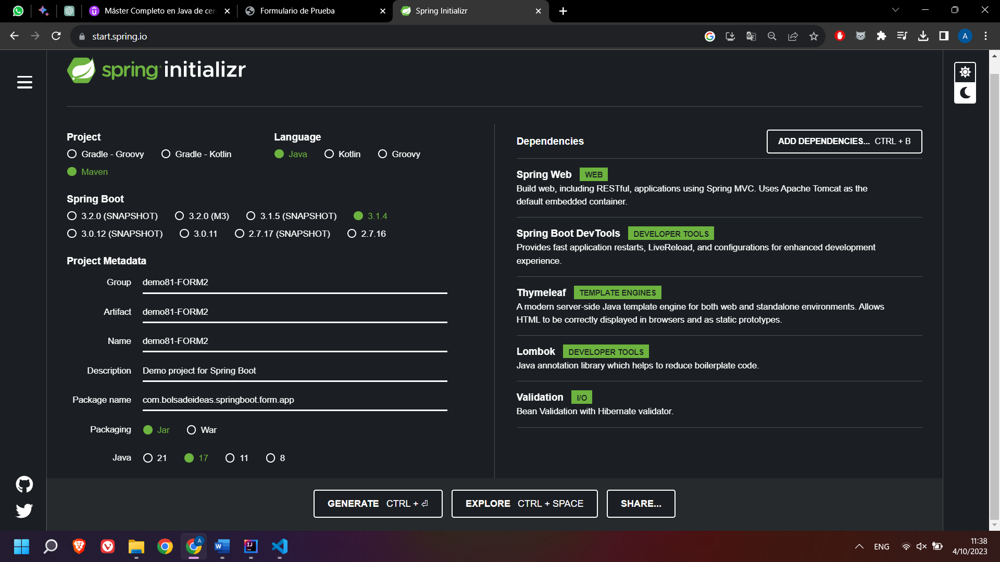 Máster Completo en Java de cer
Formulario de Prueba
Spring Initializr
start.spring.io
A
spring initializr
Project
Gradle - Groovy
Gradle - Kotlin
Maven
Language
Java
Kotlin
Groovy
Spring Boot
3.2.0 (SNAPSHOT)
3.2.0 (M3)
3.1.5 (SNAPSHOT)
3.1.4
3.0.12 (SNAPSHOT)
3.0.11
2.7.17 (SNAPSHOT)
2.7.16
Project Metadata
Group
demo81-FORM2
Artifact
demo81-FORM2
Name
demo81-FORM2
Description
Demo project for Spring Boot
Package name
com.bolsadeideas.springboot.form.app
Packaging
Jar
War
Java
21
17
11
8
Dependencies
ADD DEPENDENCIES... CTRL + B
Spring Web WEB
Build web, including RESTful, applications using Spring MVC. Uses Apache Tomcat as the
default embedded container.
Spring Boot DevTools DEVELOPER TOOLS
Provides fast application restarts, LiveReload, and configurations for enhanced development
experience.
Thymeleaf TEMPLATE ENGINES
A modern server-side Java template engine for both web and standalone environments. Allows
HTML to be correctly displayed in browsers and as static prototypes.
Lombok DEVELOPER TOOLS
Java annotation library which helps to reduce boilerplate code.
Validation I/O
Bean Validation with Hibernate validator.
GENERATE CTRL + ⏎
EXPLORE CTRL + SPACE
SHARE...
ENG
11:38
4/10/2023